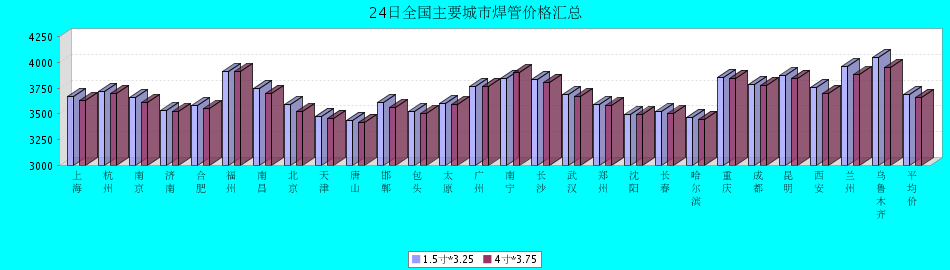 24日全国主要城市焊管价格汇总
4250
4000
3750
3500
3250
3000
上海
杭州
南京
济南
合肥
福州
南昌
北京
天津
唐山
邯郸
包头
太原
广州
南宁
长沙
武汉
郑州
沈阳
长春
哈尔滨
重庆
成都
昆明
西安
兰州
乌鲁木齐
平均价
1.5寸*3.25
4寸*3.75